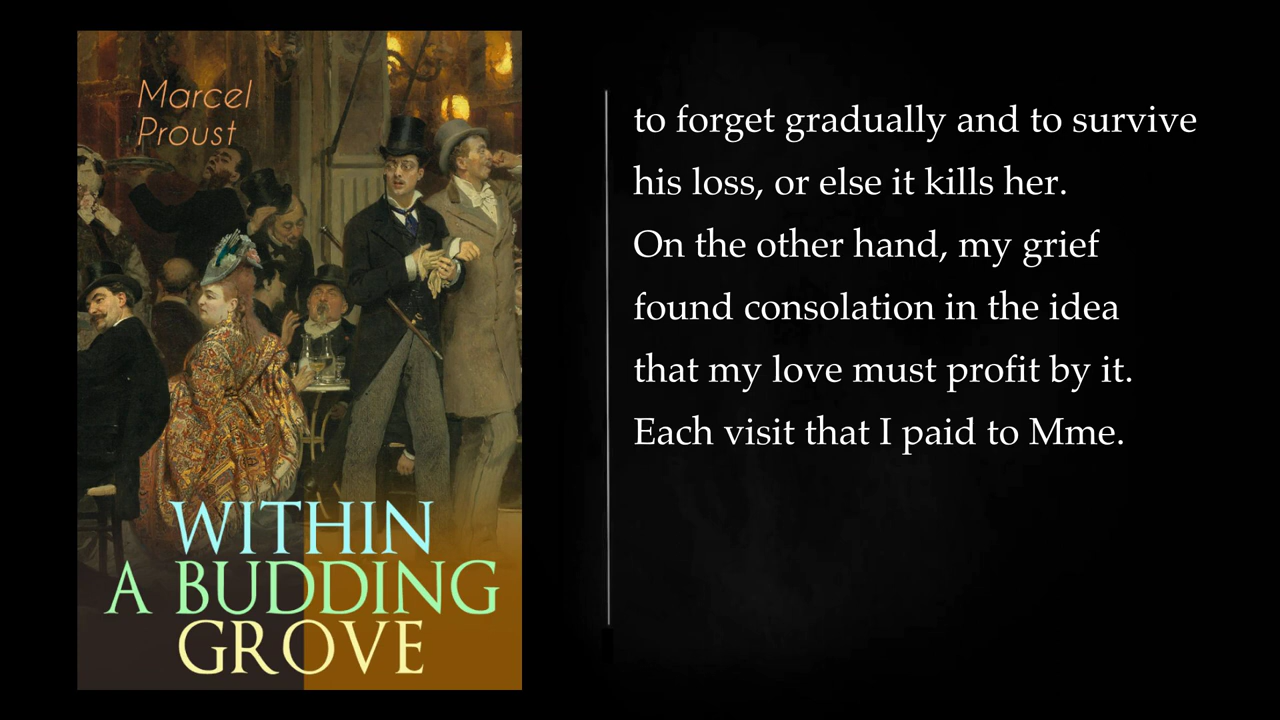 Marcel
Proust
WITHIN
A BUDDING
GROVE
to forget gradually and to survive
his loss, or else it kills her.
On the other hand, my grief
found consolation in the idea
that my love must profit by it.
Each visit that I paid to Mme.